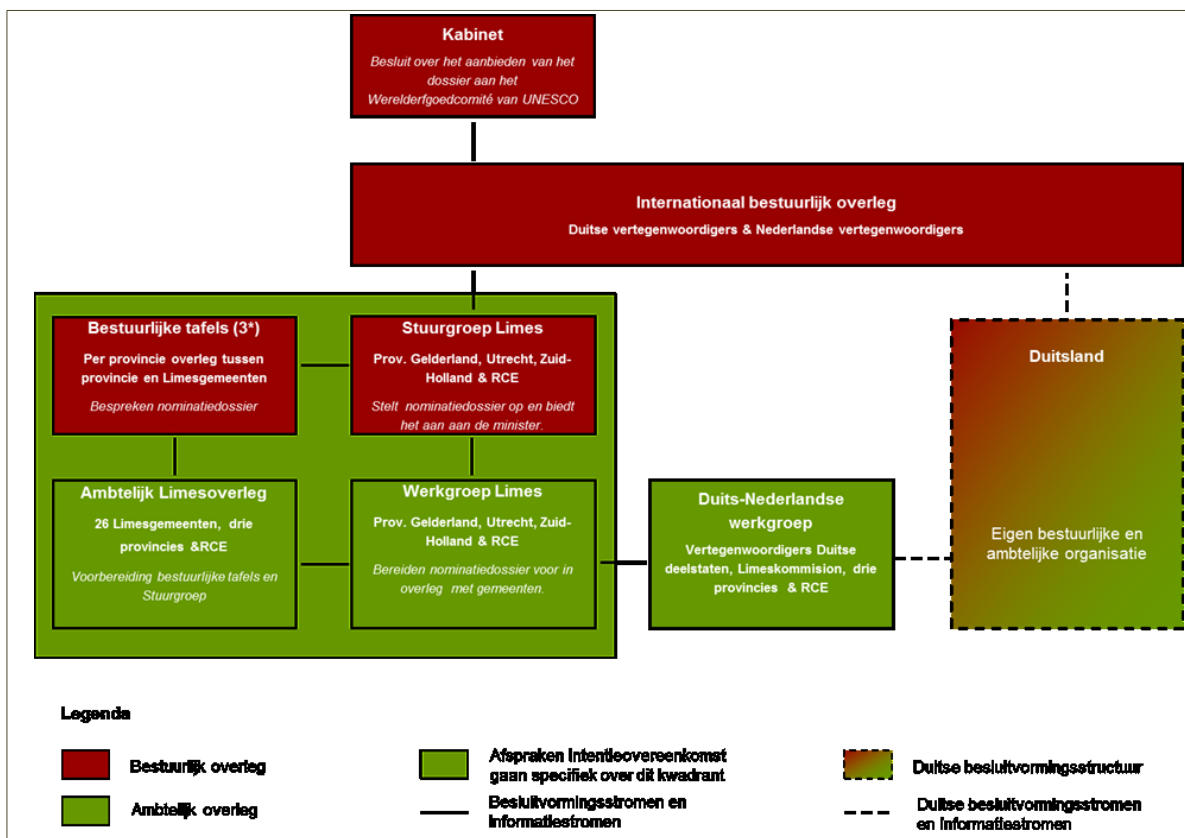 Kabinet
Besluit over het aanbieden van het
dossier aan het
Werelderfgoedcomité van UNESCO
Internationaal bestuurlijk overleg
Duitse vertegenwoordigers & Nederlandse vertegenwoordigers
Bestuurlijke tafels (3*)
Per provincie overleg tussen
provincie en Limesgemeenten
Bespreken nominatiedossier
Stuurgroep Limes
Prov. Gelderland, Utrecht, Zuid-
Holland & RCE
Stelt nominatiedossier op en biedt
het aan aan de minister.
Duitsland
Eigen bestuurlijke en
ambtelijke organisatie
Ambtelijk Limesoverleg
26 Limesgemeenten, drie
provincies &RCE
Voorbereiding bestuurlijke tafels en
Stuurgroep
Werkgroep Limes
Prov. Gelderland, Utrecht, Zuid-
Holland & RCE
Bereiden nominatiedossier voor in
overleg met gemeenten.
Duits-Nederlandse
werkgroep
Vertegenwoordigers Duitse
deelstaten, Limeskommision, drie
provincies & RCE
Legenda
Bestuurlijk overleg
Ambtelijk overleg
Afspraken Intentieovereenkomst
gaan specifiek over dit kwadrant
Besluitvormingsstromen en
informatiestromen
Duitse besluitvormingsstructuur
Duitse besluitvormingsstromen
en informatiestromen